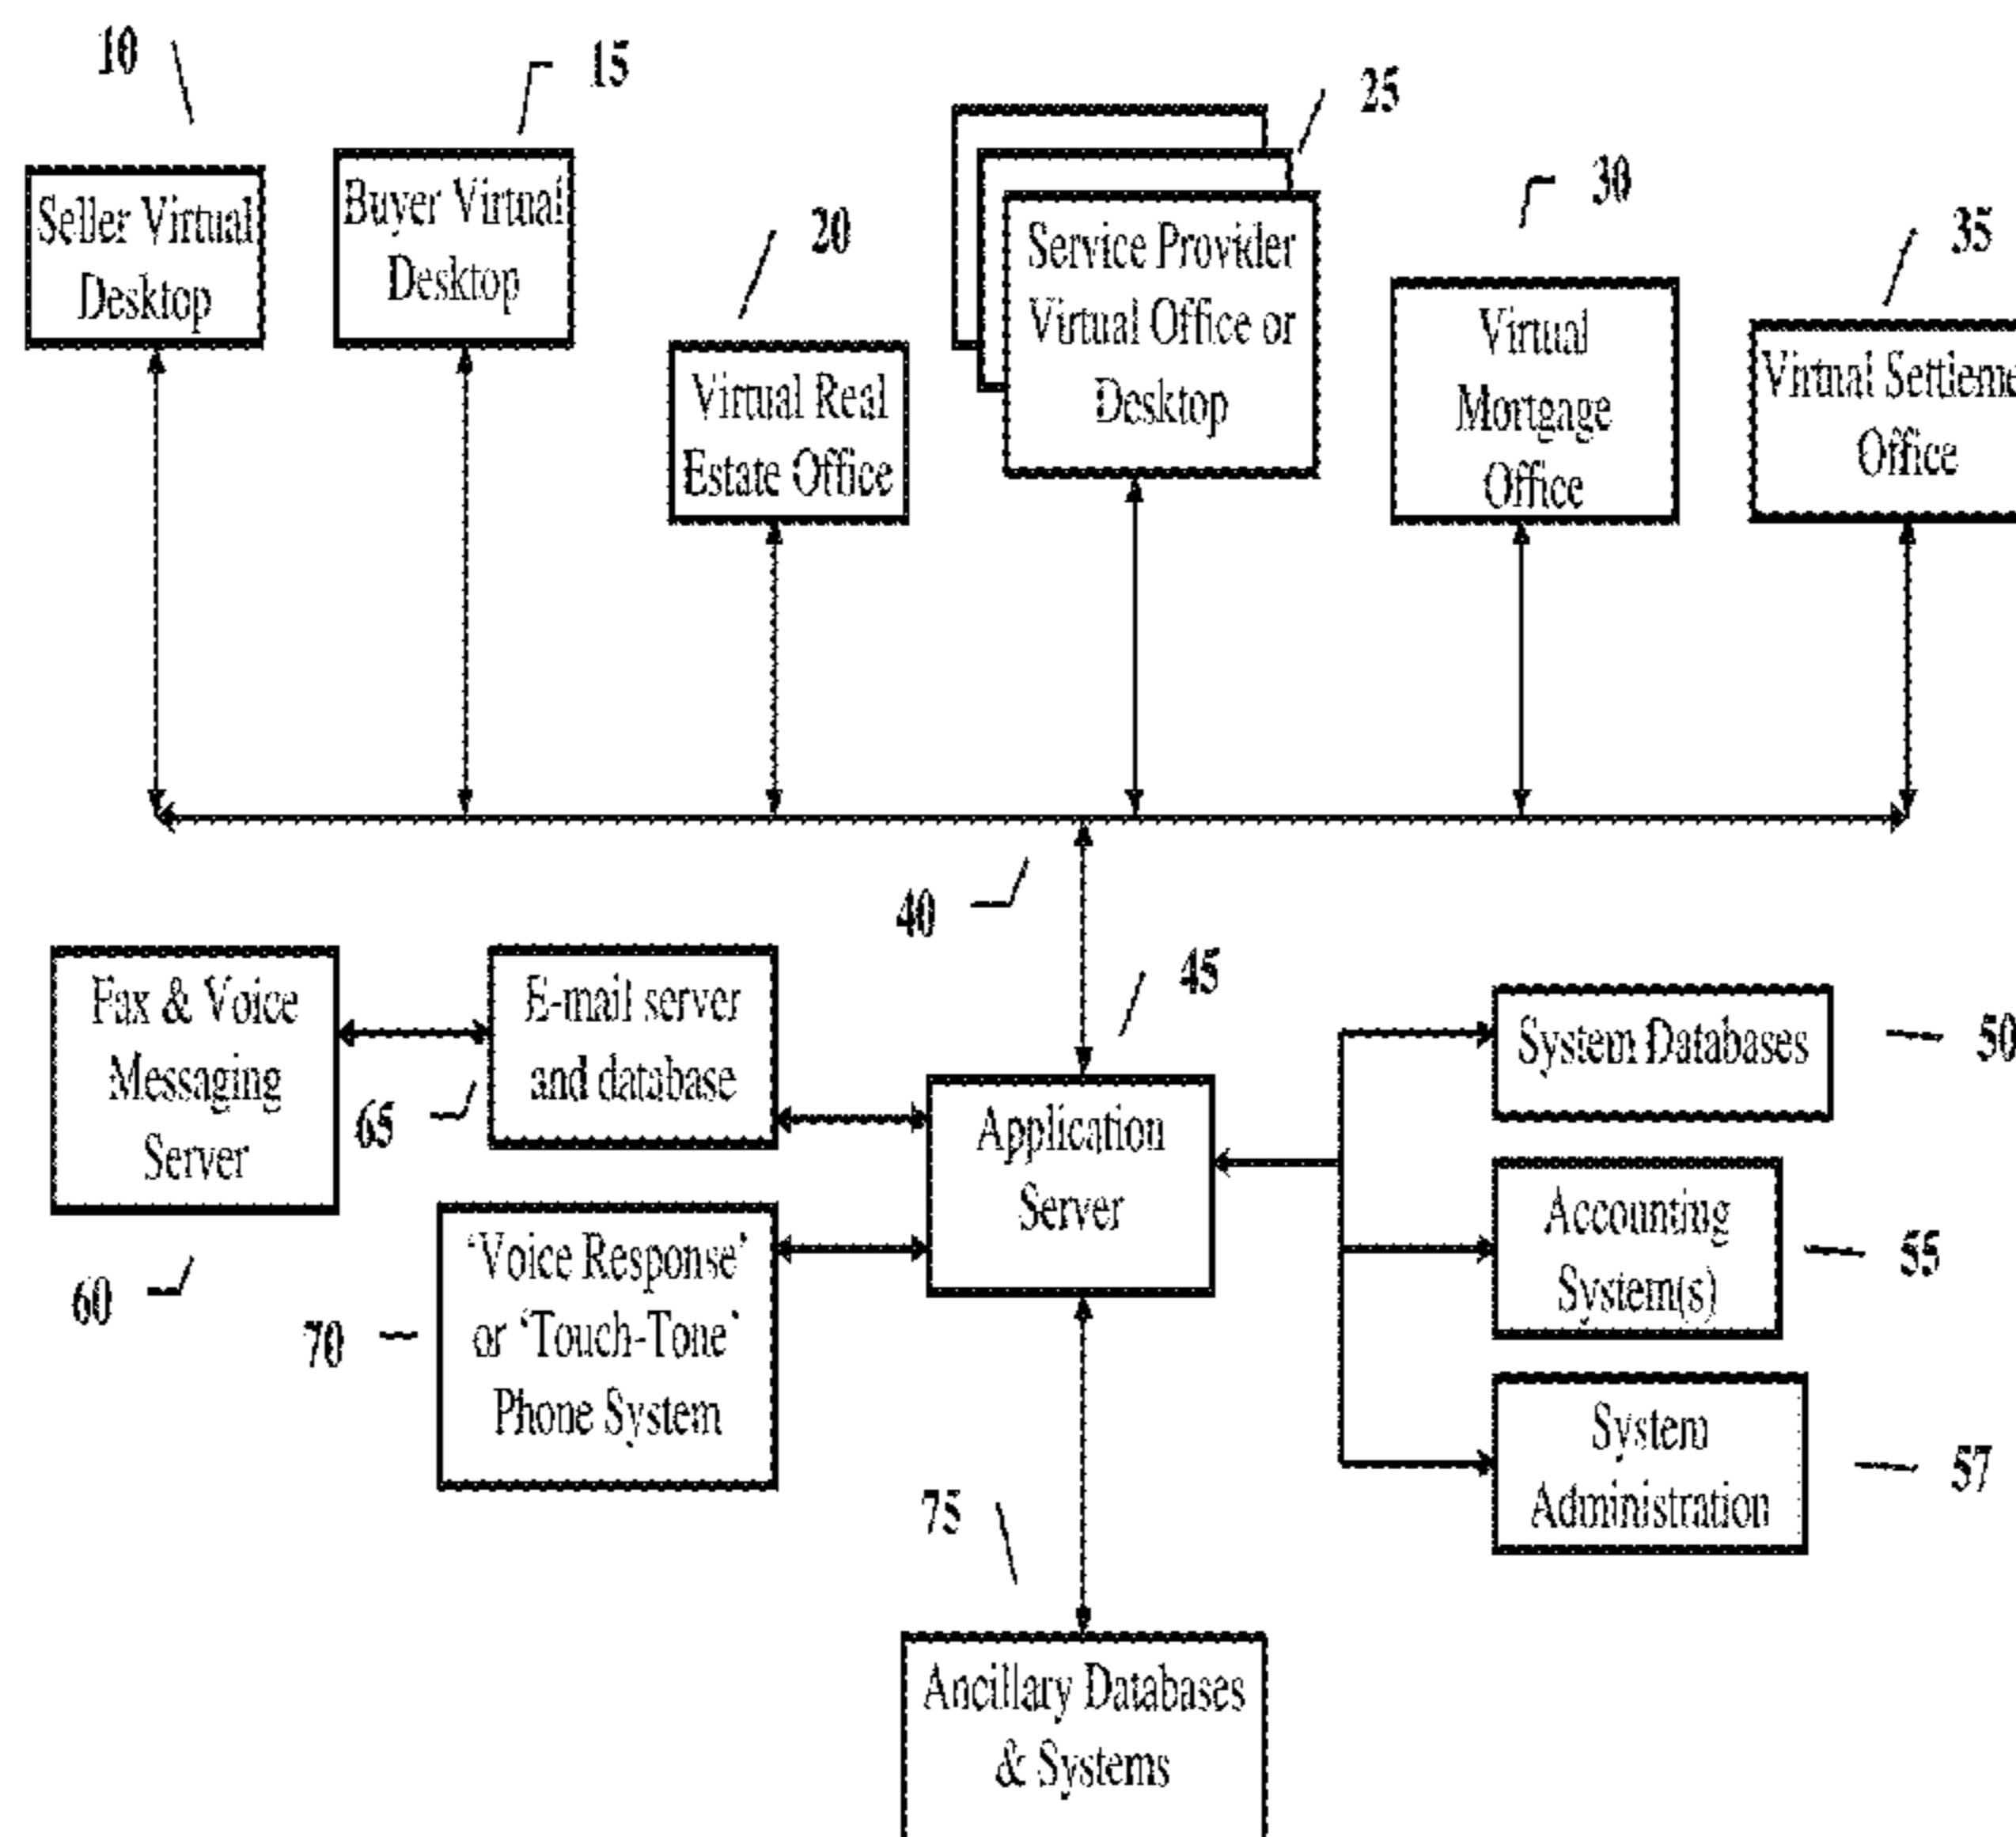 10
15
25
30
20
35
Seller Virtual
Desktop
Buyer Virtual
Desktop
Virtual Real
Estate Office
Service Provider
Virtual Office or
Desktop
Virtual
Mortgage
Office
Virtual Settleme
Office
40
45
Fax & Voice
Messaging
Server
60
E-mail server
and database
65
'Voice Response'
or 'Touch-Tone'
Phone System
70
Application
Server
System Databases
50
Accounting
System(s)
55
System
Administration
57
75
Ancillary Databases
& Systems